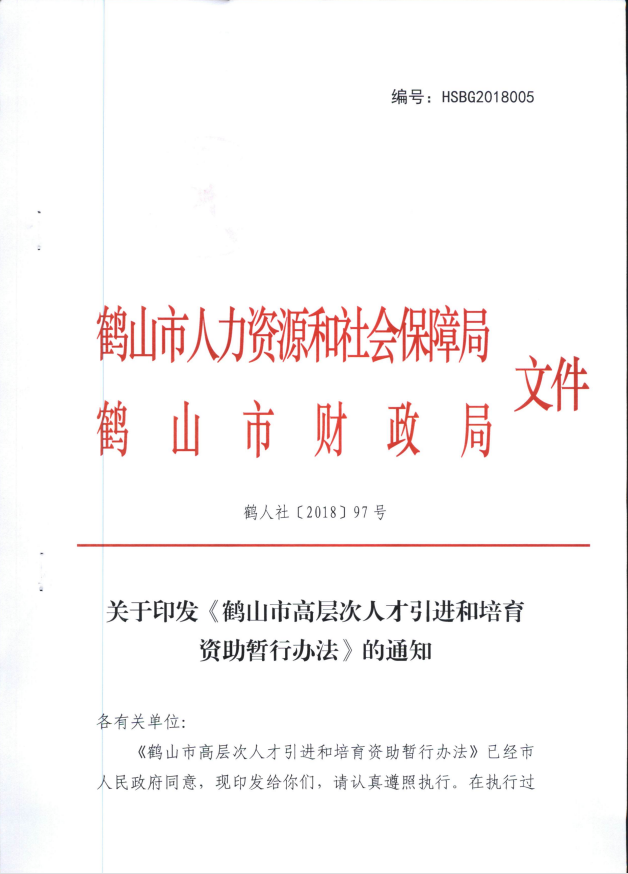 编号：HSBG2018005
鹤山市人力资源和社会保障局
文件
鹤山市财政局
鹤人社〔2018〕97号
关于印发《鹤山市高层次人才引进和培育
资助暂行办法》的通知
各有关单位：
《鹤山市高层次人才引进和培育资助暂行办法》已经市
人民政府同意，现印发给你们，请认真遵照执行。在执行过